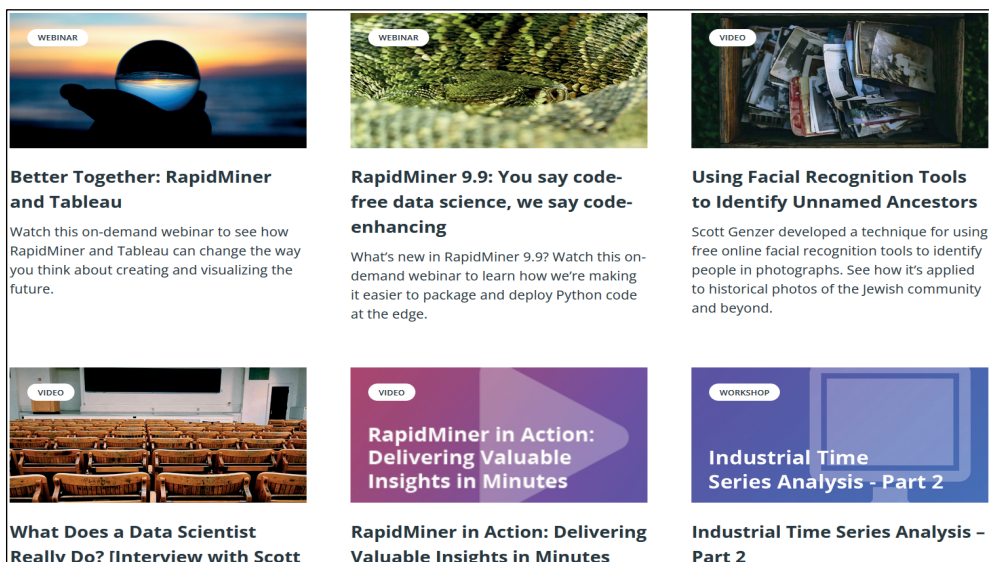 WEBINAR
Better Together: RapidMiner
and Tableau
Watch this on-demand webinar to see how
RapidMiner and Tableau can change the way
you think about creating and visualizing the
future.
WEBINAR
RapidMiner 9.9: You say code-
free data science, we say code-
enhancing
What's new in RapidMiner 9.9? Watch this on-
demand webinar to learn how we're making
it easier to package and deploy Python code
at the edge.
VIDEO
Using Facial Recognition Tools
to Identify Unnamed Ancestors
Scott Genzer developed a technique for using
free online facial recognition tools to identify
people in photographs. See how it's applied
to historical photos of the Jewish community
and beyond.
VIDEO
What Does a Data Scientist
Really Do? [Interview with Scott
VIDEO
RapidMiner in Action:
Delivering Valuable
Insights in Minutes
RapidMiner in Action: Delivering
Valuable Insights in Minutes
WORKSHOP
Industrial Time
Series Analysis - Part 2
Industrial Time Series Analysis –
Part 2